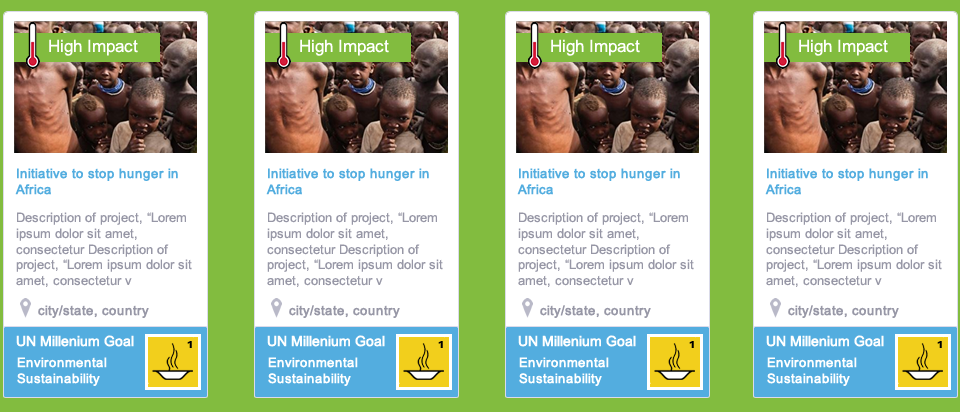 High Impact
Initiative to stop hunger in
Africa
Description of project, “Lorem
ipsum dolor sit amet,
consectetur Description of
project, “Lorem ipsum dolor sit
amet, consectetur v
city/state, country
UN Millenium Goal
1
Environmental
Sustainability
High Impact
Initiative to stop hunger in
Africa
Description of project, “Lorem
ipsum dolor sit amet,
consectetur Description of
project, “Lorem ipsum dolor sit
amet, consectetur v
city/state, country
UN Millenium Goal
1
Environmental
Sustainability
High Impact
Initiative to stop hunger in
Africa
Description of project, “Lorem
ipsum dolor sit amet,
consectetur Description of
project, “Lorem ipsum dolor sit
amet, consectetur v
city/state, country
UN Millenium Goal
1
Environmental
Sustainability
High Impact
Initiative to stop hunger in
Africa
Description of project, “Lorem
ipsum dolor sit amet,
consectetur Description of
project, “Lorem ipsum dolor sit
amet, consectetur v
city/state, country
UN Millenium Goal
1
Environmental
Sustainability